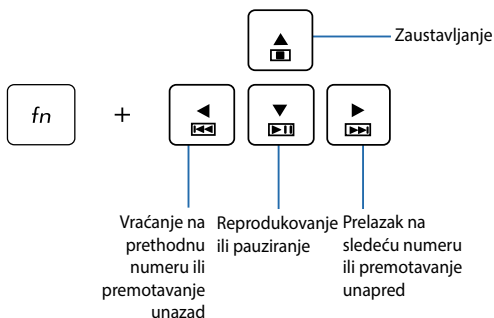 Zaustavljanje
fn
+
Vraćanje na
prethodnu
numeru ili
premotavanje
unazad
Reprodukovanje
ili pauziranje
Prelazak na
sledeću numeru
ili premotavanje
unapred